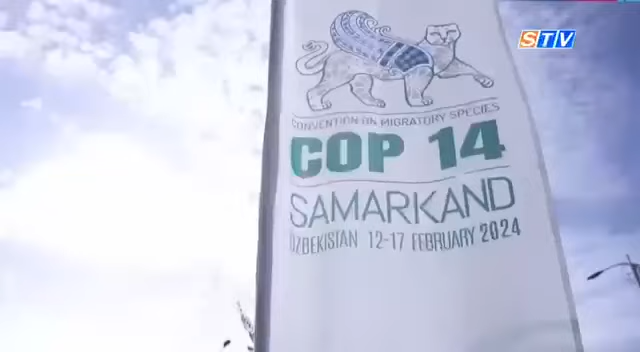 STV
CONVENTION ON MIGRATORY SPECIES
COP 14
SAMARKAND
UZBEKISTAN 12-17 FEBRUARY 2024